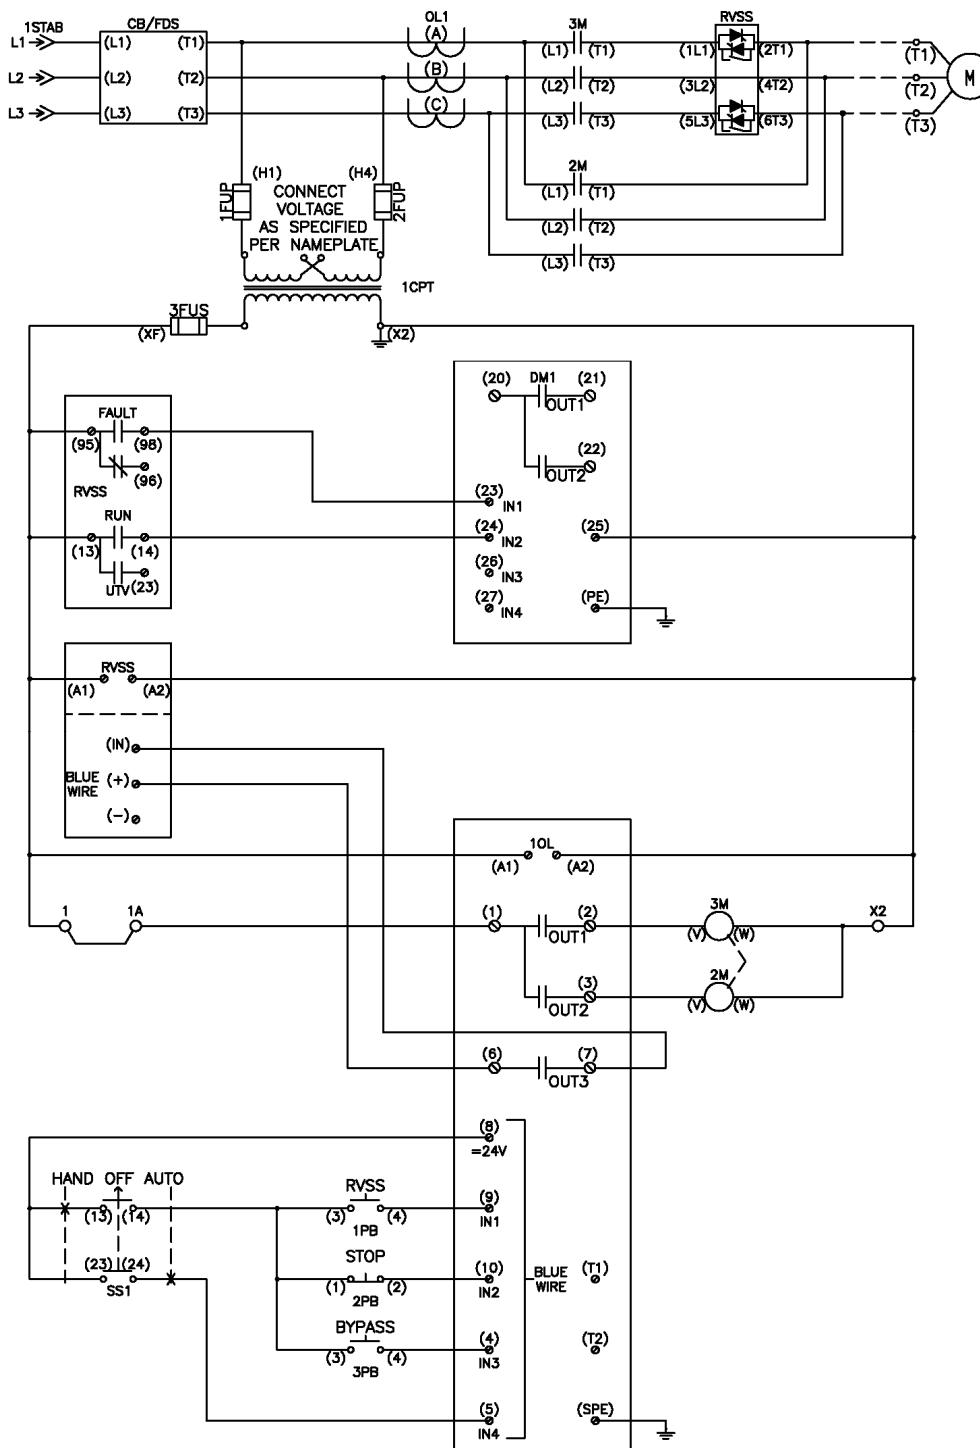 1STAB CB/FDS OL1 3M RVSS
L1 (L1) (T1) (A) (L1) (T1) (1L1) (2T1) (T1)
L2 (L2) (T2) (B) (L2) (T2) (3L2) (4T2) (T2) M
L3 (L3) (T3) (C) (L3) (T3) (5L3) (6T3) (T3)
2M
(L1) (T1)
(L2) (T2)
(L3) (T3)
1FUP (H1) (H4) 2FUP
CONNECT
VOLTAGE
AS SPECIFIED
PER NAMEPLATE
1CPT
3FUS
(XF) (X2)
(20) DM1 (21)
OUT1
(22)
OUT2
FAULT
(95) (98)
(96)
RVSS
RUN
(13) (14)
UTV (23)
(23)
IN1
(24) (25)
IN2
(26)
IN3
(27) (PE)
IN4
RVSS
(A1) (A2)
(IN)
BLUE (+)
WIRE
(-)
1OL
(A1) (A2)
1 1A (1) (2) 3M X2
OUT1 (V) (W)
(3) 2M
OUT2 (V) (W)
(6) (7)
OUT3
(8)
=24V
HAND OFF AUTO RVSS
(13) (14) (3) (4) (9)
1PB IN1
(23) (24) STOP (10) BLUE (T1)
SS1 (1) (2) IN2 WIRE
2PB
BYPASS (4) (T2)
(3) (4) IN3
3PB
(5) (SPE)
IN4